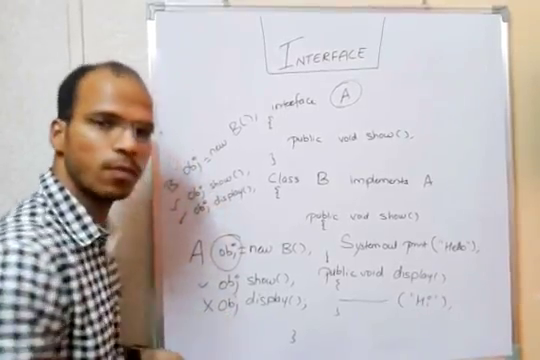 INTERFACE
interface A
{
public void show();
}
Class B implements A
{
public void show()
{
System.out.print("Hello");
}
public void display()
{
("Hi");
}
}
B obj = new B();
✓ obj.show();
✓ obj.display();
A obj = new B();
✓ obj.show();
X obj.display();